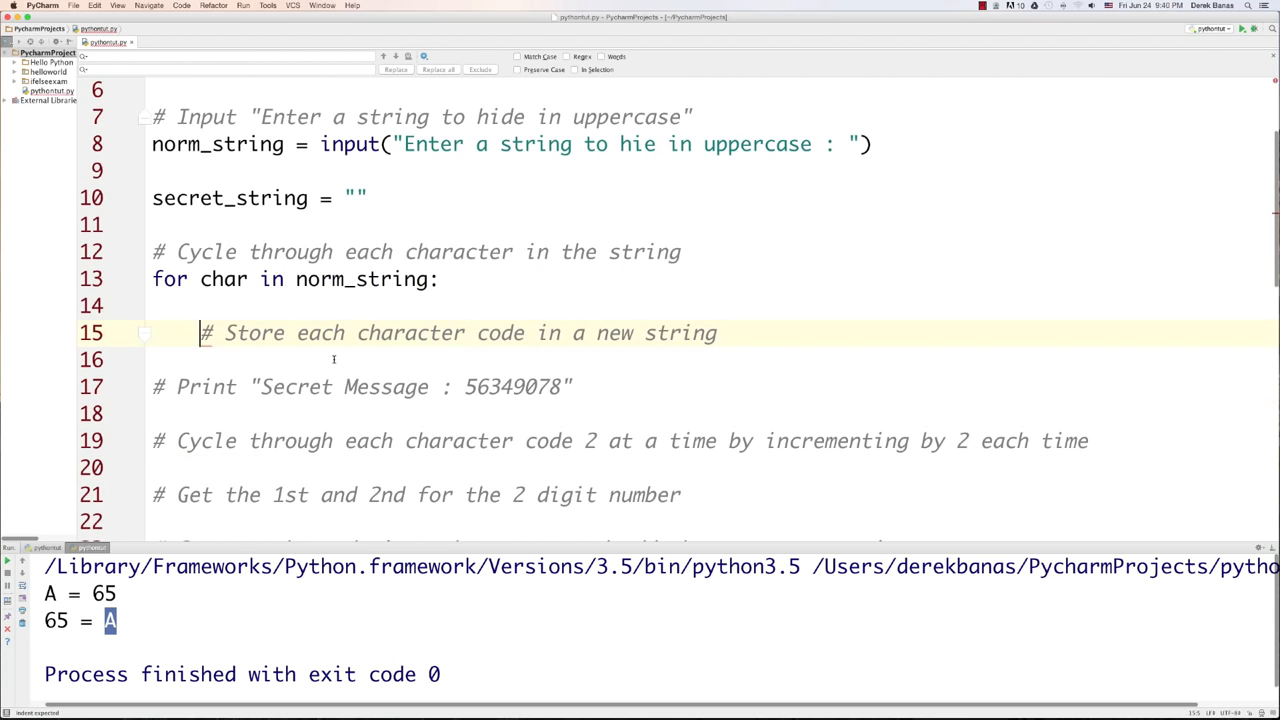 PyCharm File Edit View Navigate Code Refactor Run Tools VCS Window Help
10 Fri Jun 24 9:40 PM Derek Banas
pythontut.py - PycharmProjects - [~/PycharmProjects]
PycharmProjects pythontut.py
pythontut
pythontut.py
PycharmProject
Hello Python
helloworld
ifelseexam
pythontut.py
External Librarie
Match Case Regex Words
Replace Replace all Exclude Preserve Case In Selection
6
7 # Input "Enter a string to hide in uppercase"
8 norm_string = input("Enter a string to hie in uppercase : ")
9
10 secret_string = ""
11
12 # Cycle through each character in the string
13 for char in norm_string:
14
15 # Store each character code in a new string
16
17 # Print "Secret Message : 56349078"
18
19 # Cycle through each character code 2 at a time by incrementing by 2 each time
20
21 # Get the 1st and 2nd for the 2 digit number
22
Run: pythontut pythontut
/Library/Frameworks/Python.framework/Versions/3.5/bin/python3.5 /Users/derekbanas/PycharmProjects/pytho
A = 65
65 = A
Process finished with exit code 0
Indent expected
15:5 LF÷ UTF-8÷